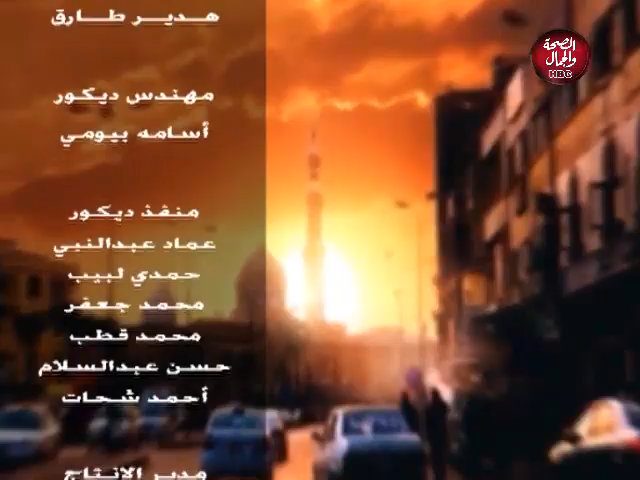 هدير طارق
مهندس ديكور
أسامه بيومي
منفذ ديكور
عماد عبدالنبي
حمدي لبيب
محمد جعفر
محمد قطب
حسن عبدالسلام
أحمد شحات
مدير الانتاج
الصحة
والجمال
HBC